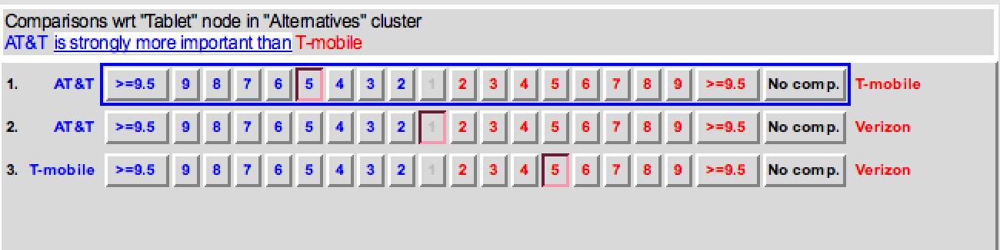 Comparisons wrt "Tablet" node in "Alternatives" cluster
AT&T is strongly more important than T-mobile
1. AT&T >=9.5 9 8 7 6 5 4 3 2 1 2 3 4 5 6 7 8 9 >=9.5 No comp. T-mobile
2. AT&T >=9.5 9 8 7 6 5 4 3 2 1 2 3 4 5 6 7 8 9 >=9.5 No comp. Verizon
3. T-mobile >=9.5 9 8 7 6 5 4 3 2 1 2 3 4 5 6 7 8 9 >=9.5 No comp. Verizon